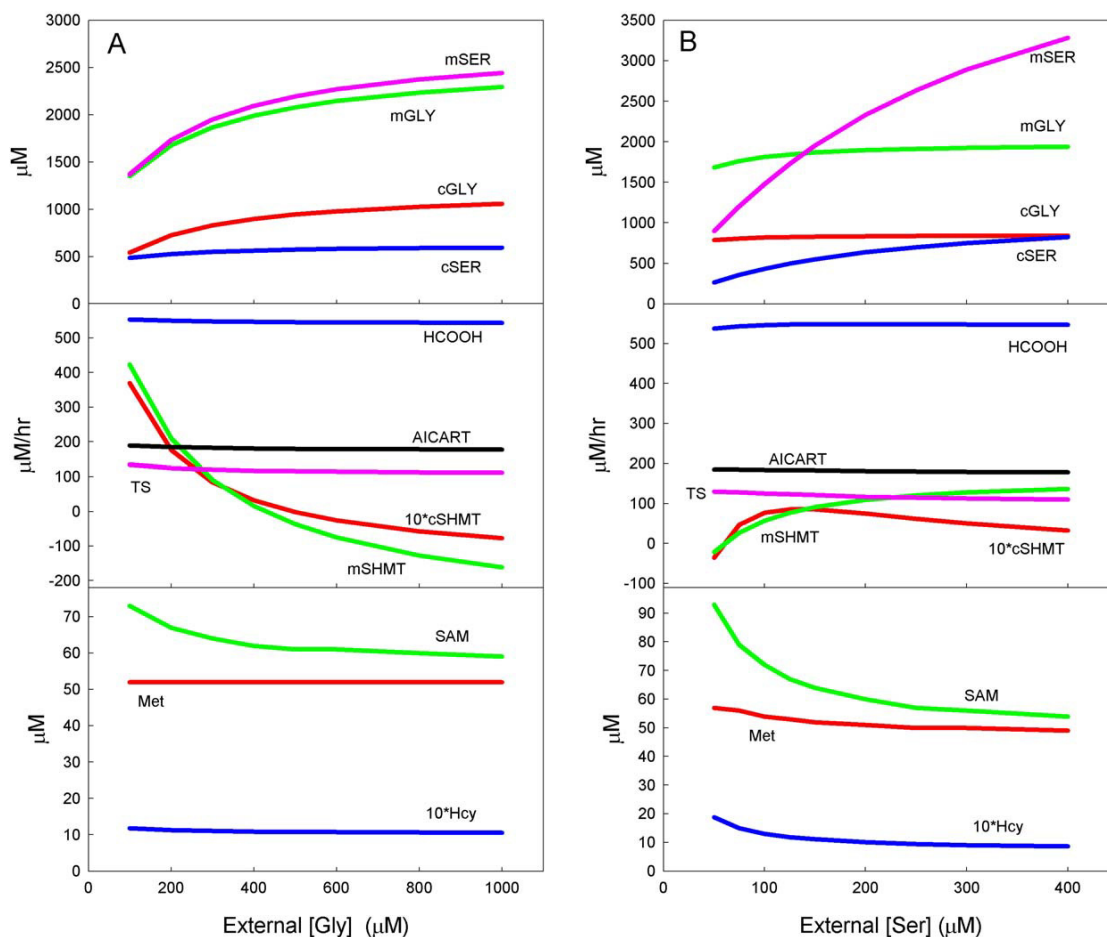 A
3000
2500
2000
1500
1000
500
0
μM
mSER
mGLY
cGLY
cSER
500
400
300
200
100
0
-100
-200
μM/hr
HCOOH
AICART
TS
10*cSHMT
mSHMT
70
60
50
40
30
20
10
0
μM
SAM
Met
10*Hcy
0 200 400 600 800 1000
External [Gly] (μM)
B
3500
3000
2500
2000
1500
1000
500
0
μM
mSER
mGLY
cGLY
cSER
500
400
300
200
100
0
-100
μM/hr
HCOOH
AICART
TS
mSHMT
10*cSHMT
90
80
70
60
50
40
30
20
10
0
μM
SAM
Met
10*Hcy
0 100 200 300 400
External [Ser] (μM)